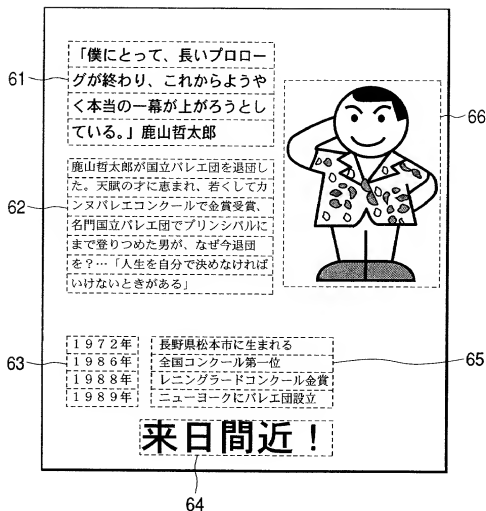 61
「僕にとって、長いプロロー
グが終わり、これからようや
く本当の一幕が上がろうとし
ている。」鹿山哲太郎
66
62
鹿山哲太郎が国立バレエ団を退団し
た。天賦の才に恵まれ、若くしてカ
ンヌバレエコンクールで金賞受賞、
名門国立バレエ団でプリンシパルに
まで登りつめた男が、なぜ今退団
を?…「人生を自分で決めなければ
いけないときがある」
63
1972年
1986年
1988年
1989年
長野県松本市に生まれる
全国コンクール第一位
レニングラードコンクール金賞
ニューヨークにバレエ団設立
65
来日間近!
64